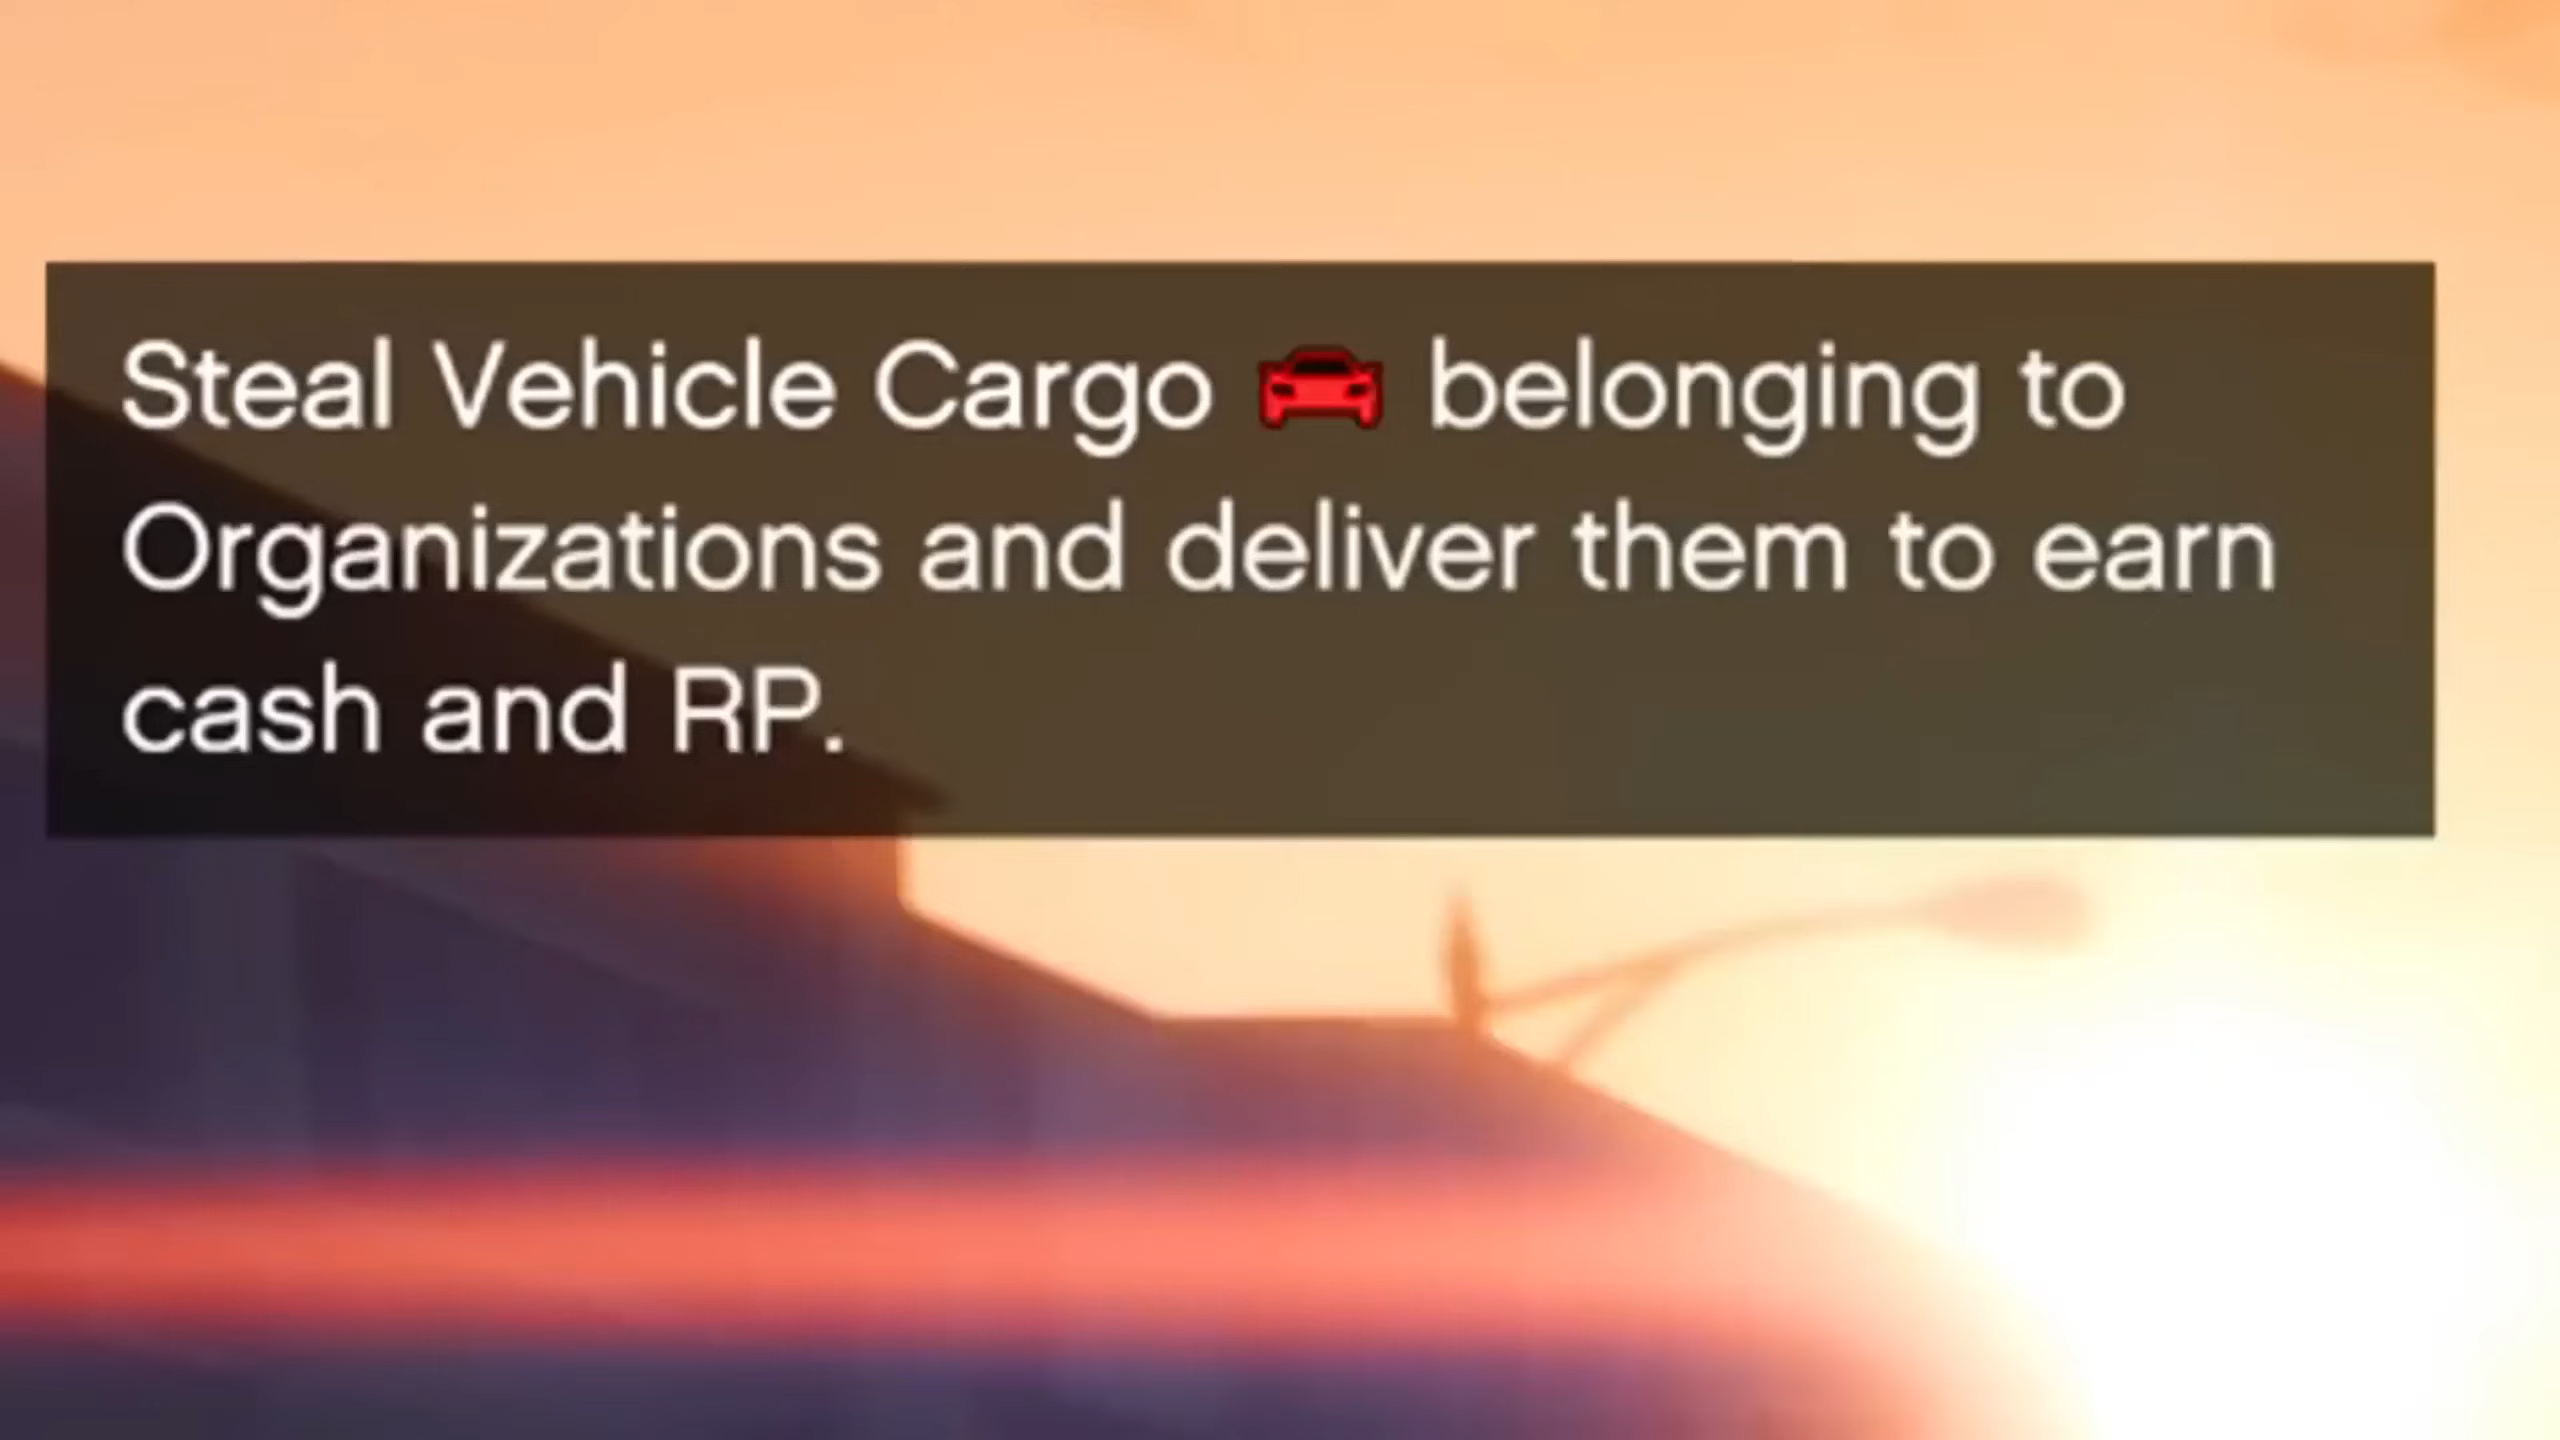 Steal Vehicle Cargo belonging to
Organizations and deliver them to earn
cash and RP.